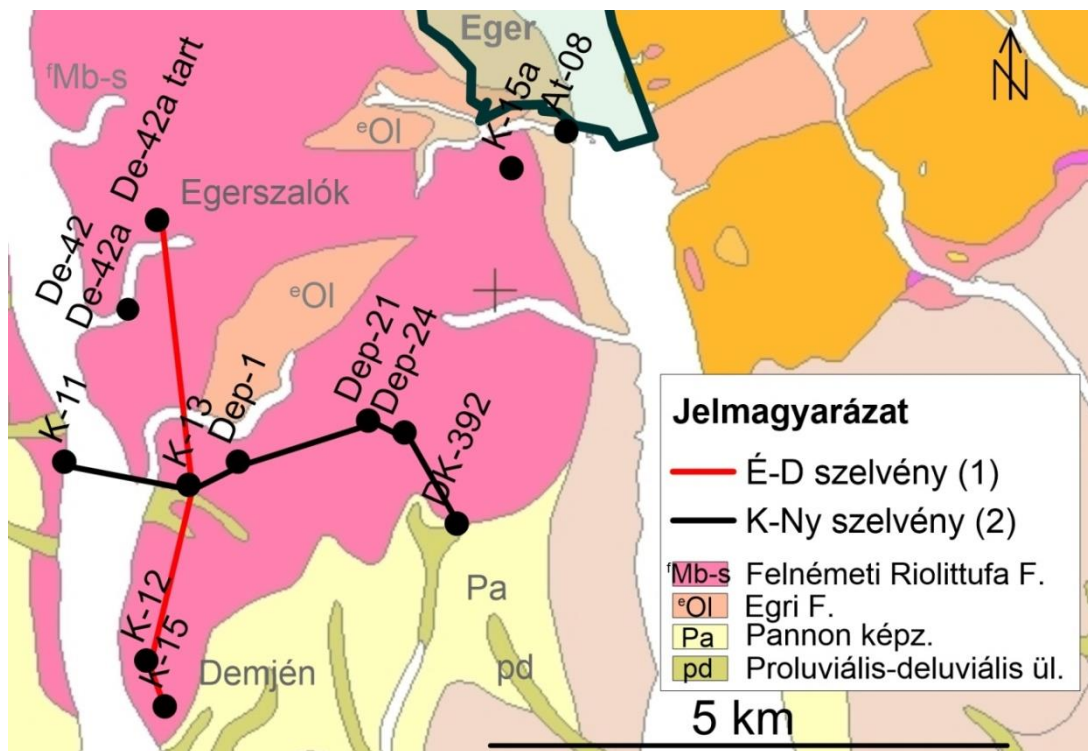 Eger
ᶠMb-s
De-42a tart
K-15a
At-08
ᵉOl
Egerszalók
De-42
De-42a
ᵉOl
Dep-21
Dep-24
K-11
K-13
Dep-1
DK-392
K-12
K-15
Demjén
Pa
pd
N
Jelmagyarázat
É-D szelvény (1)
K-Ny szelvény (2)
ᶠMb-s Felnémeti Riolittufa F.
ᵉOl Egri F.
Pa Pannon képz.
pd Proluviális-deluviális ül.
5 km